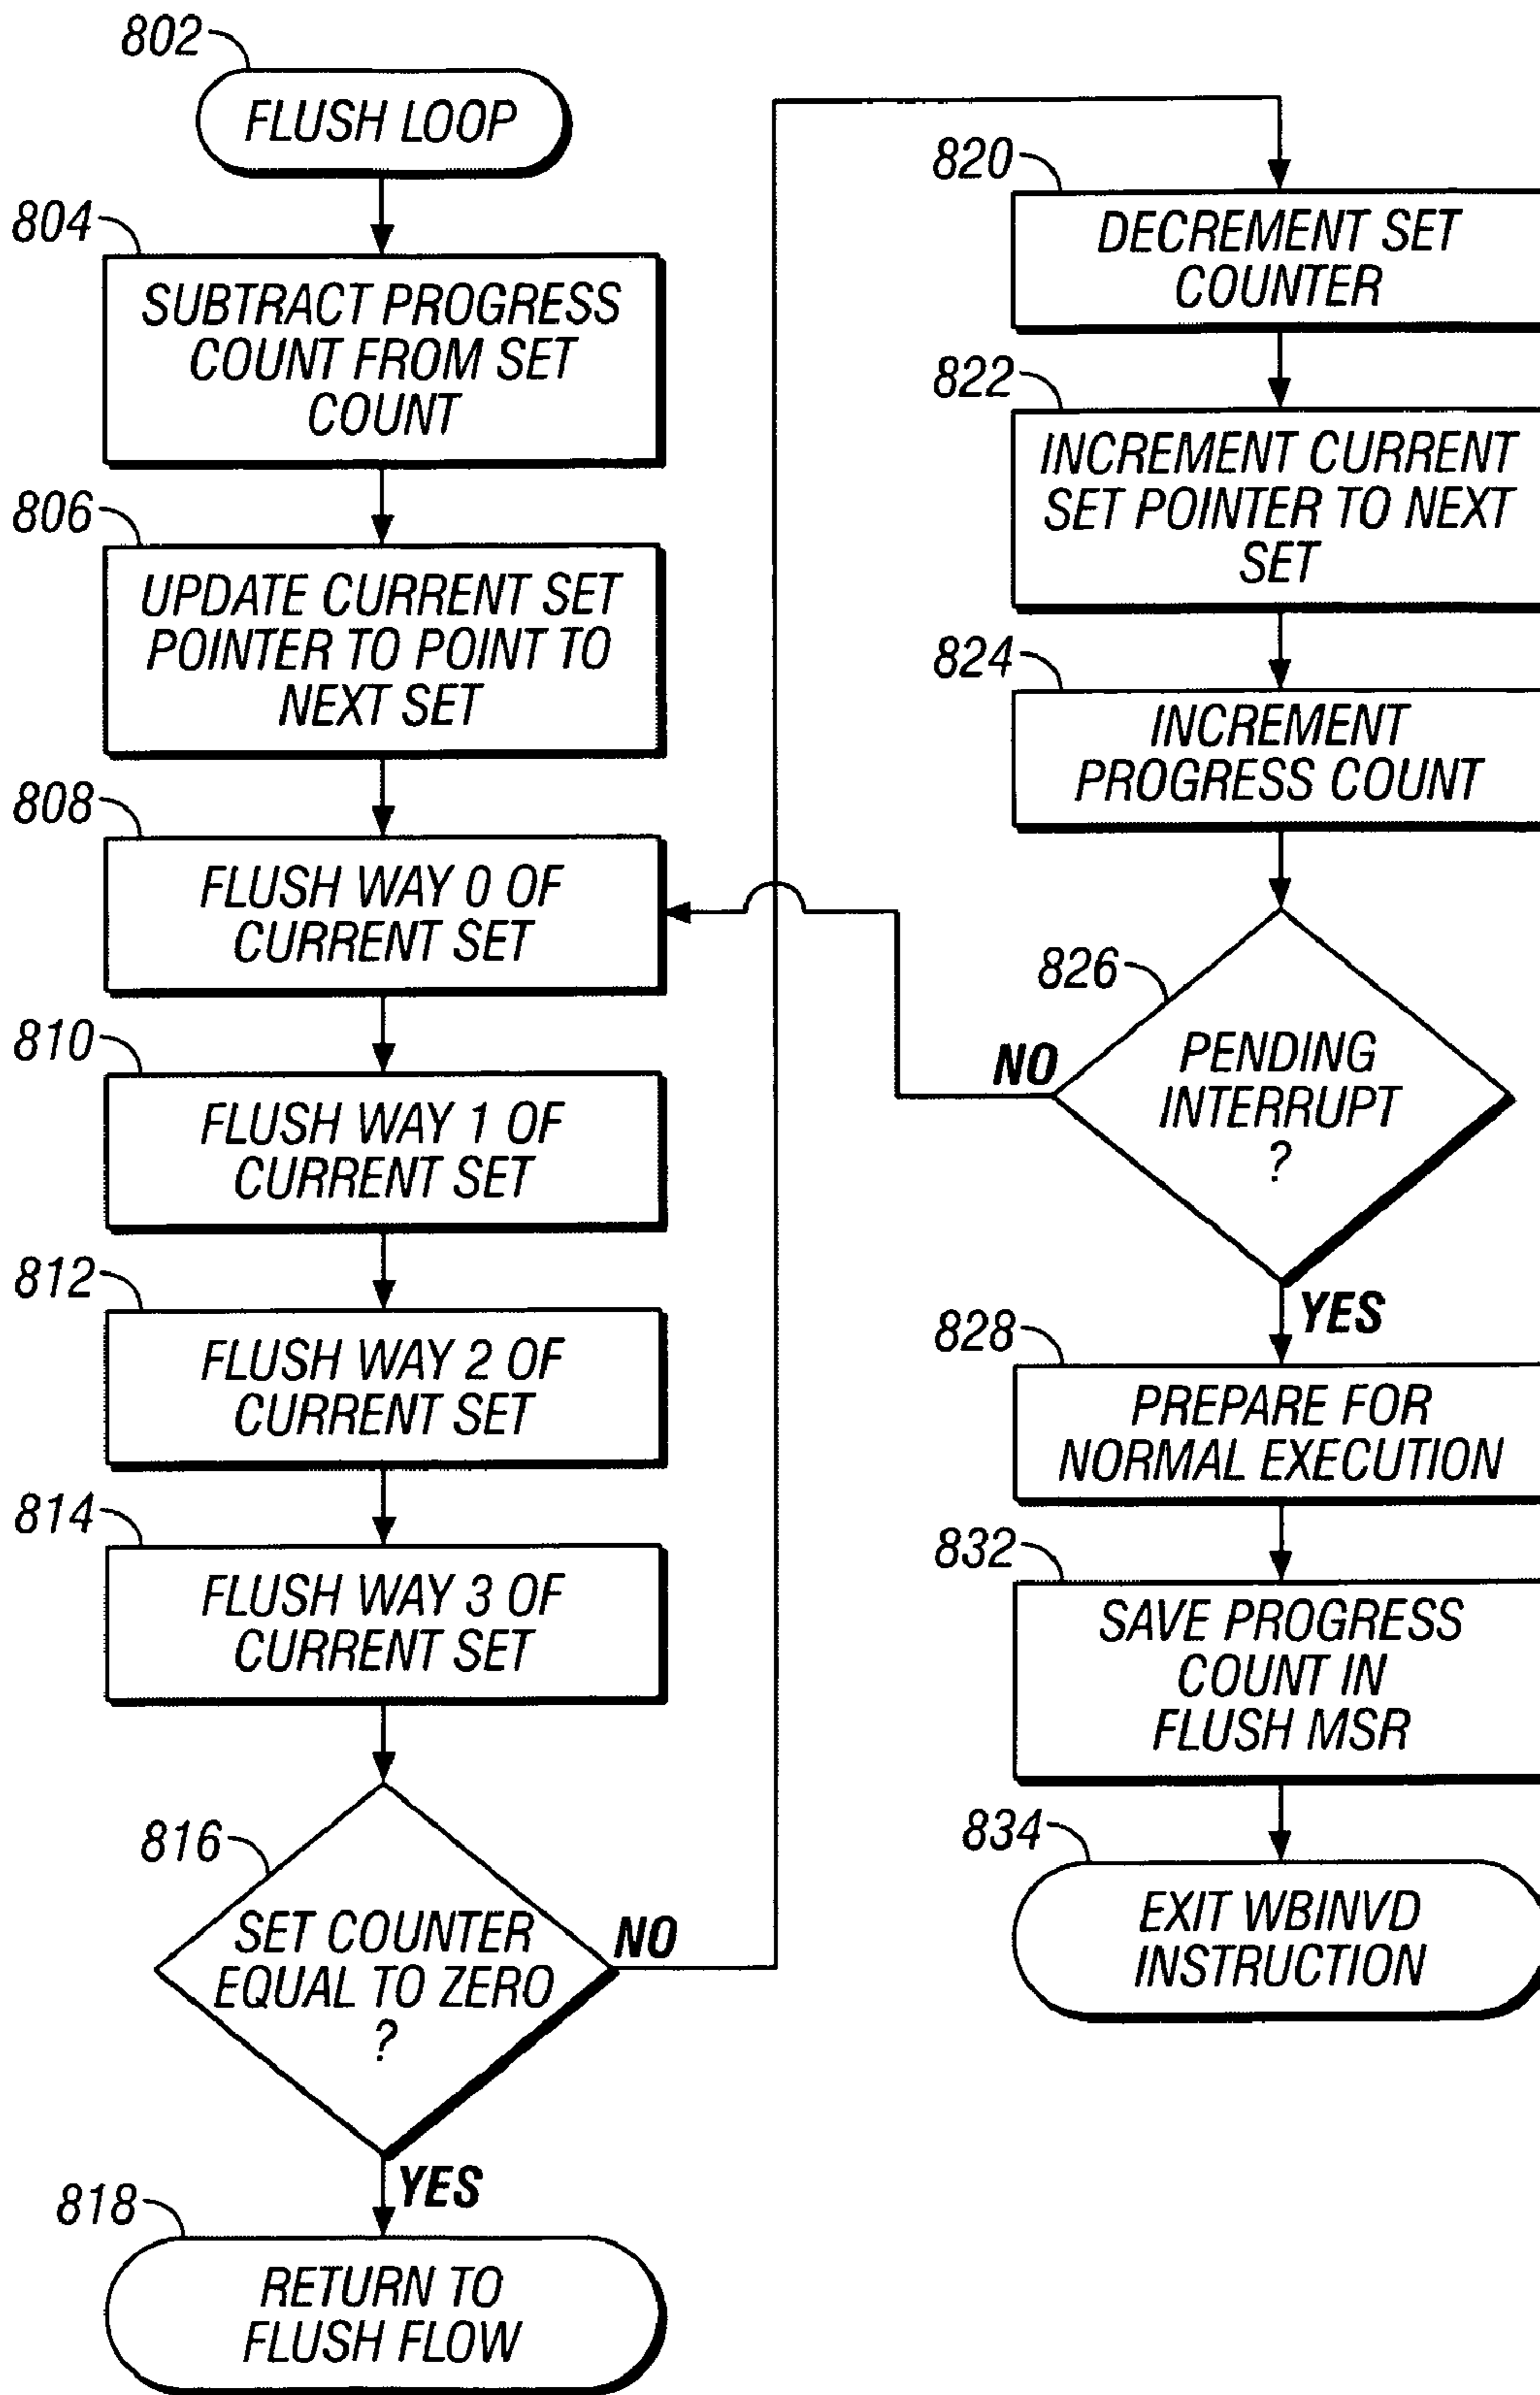 802
FLUSH LOOP
804
SUBTRACT PROGRESS
COUNT FROM SET
COUNT
806
UPDATE CURRENT SET
POINTER TO POINT TO
NEXT SET
808
FLUSH WAY 0 OF
CURRENT SET
810
FLUSH WAY 1 OF
CURRENT SET
812
FLUSH WAY 2 OF
CURRENT SET
814
FLUSH WAY 3 OF
CURRENT SET
816
SET COUNTER
EQUAL TO ZERO
?
NO
YES
818
RETURN TO
FLUSH FLOW
820
DECREMENT SET
COUNTER
822
INCREMENT CURRENT
SET POINTER TO NEXT
SET
824
INCREMENT
PROGRESS COUNT
826
PENDING
INTERRUPT
?
NO
YES
828
PREPARE FOR
NORMAL EXECUTION
832
SAVE PROGRESS
COUNT IN
FLUSH MSR
834
EXIT WBINVD
INSTRUCTION